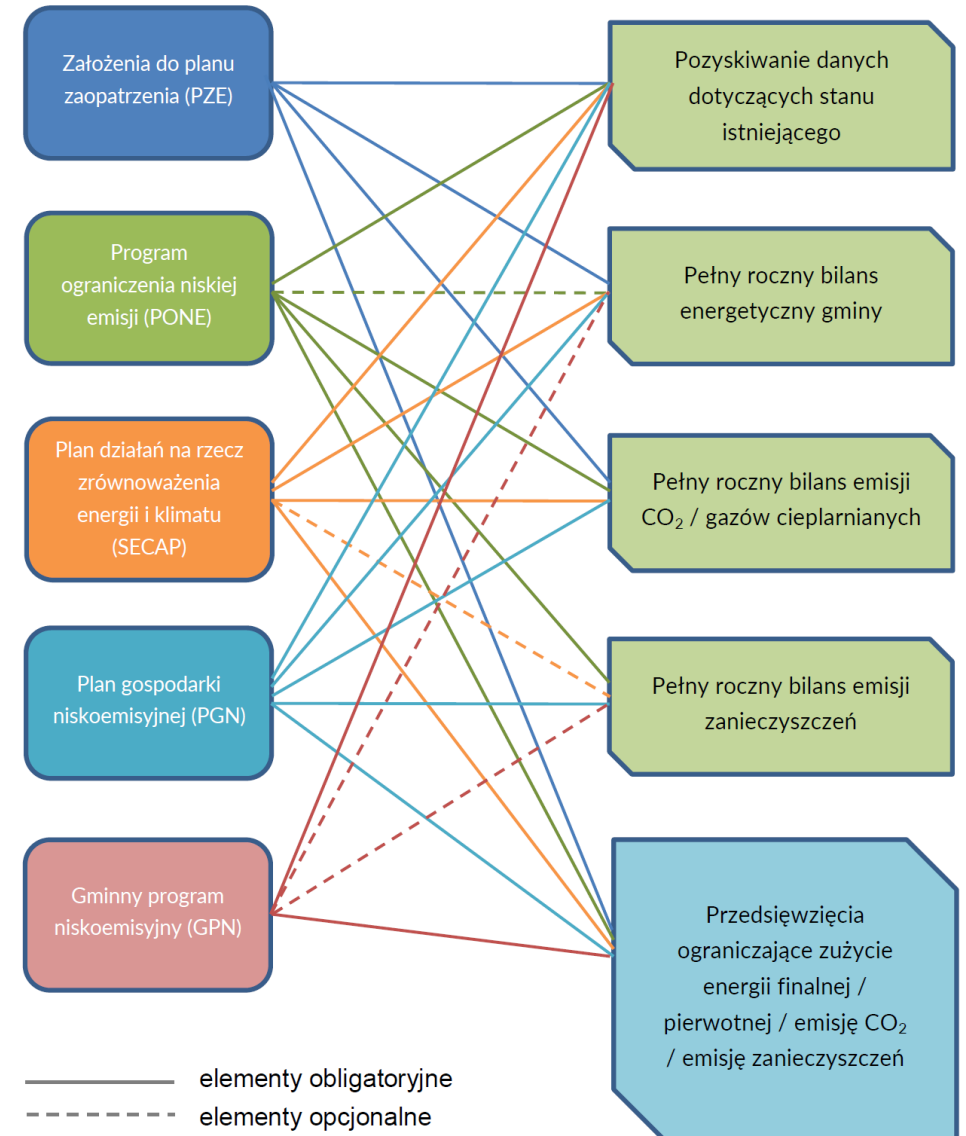 Założenia do planu
zaopatrzenia (PZE)
Program
ograniczenia niskiej
emisji (PONE)
Plan działań na rzecz
zrównoważenia
energii i klimatu
(SECAP)
Plan gospodarki
niskoemisyjnej (PGN)
Gminny program
niskoemisyjny (GPN)
Pozyskiwanie danych
dotyczących stanu
istniejącego
Pełny roczny bilans
energetyczny gminy
Pełny roczny bilans emisji
CO₂ / gazów cieplarnianych
Pełny roczny bilans emisji
zanieczyszczeń
Przedsięwzięcia
ograniczające zużycie
energii finalnej /
pierwotnej / emisję CO₂
/ emisję zanieczyszczeń
elementy obligatoryjne
elementy opcjonalne